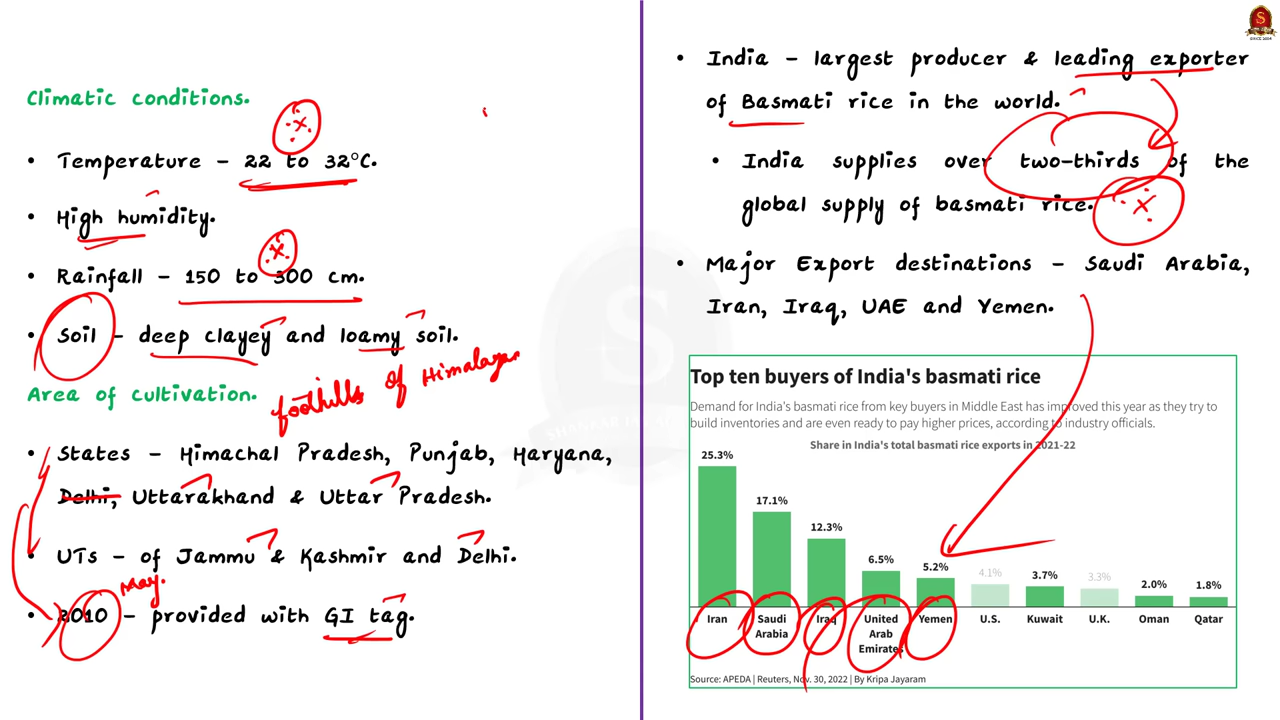 Climatic conditions.
• Temperature – 22 to 32°C.
• High humidity.
• Rainfall – 150 to 300 cm.
• Soil – deep clayey and loamy soil.
Area of cultivation.
foothills of Himalaya
• States – Himachal Pradesh, Punjab, Haryana,
Delhi, Uttarakhand & Uttar Pradesh.
• UTs – of Jammu & Kashmir and Delhi.
May.
• 2010 – provided with GI tag.
• India – largest producer & leading exporter
of Basmati rice in the world.
• India supplies over two-thirds of the
global supply of basmati rice.
• Major Export destinations – Saudi Arabia,
Iran, Iraq, UAE and Yemen.
Top ten buyers of India's basmati rice
Demand for India's basmati rice from key buyers in Middle East has improved this year as they try to
build inventories and are even ready to pay higher prices, according to industry officials.
Share in India's total basmati rice exports in 2021-22
25.3%
17.1%
12.3%
6.5%
5.2%
4.1%
3.7%
3.3%
2.0%
1.8%
Iran
Saudi
Arabia
Iraq
United
Arab
Emirates
Yemen
U.S.
Kuwait
U.K.
Oman
Qatar
Source: APEDA | Reuters, Nov. 30, 2022 | By Kripa Jayaram